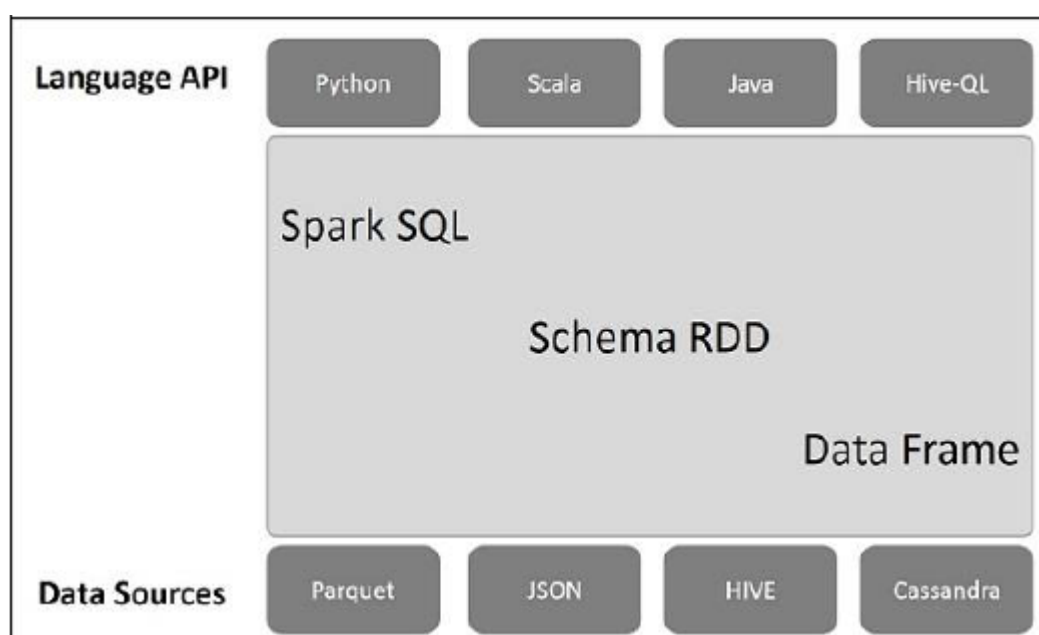 Language API
Python
Scala
Java
Hive-QL
Spark SQL
Schema RDD
Data Frame
Data Sources
Parquet
JSON
HIVE
Cassandra